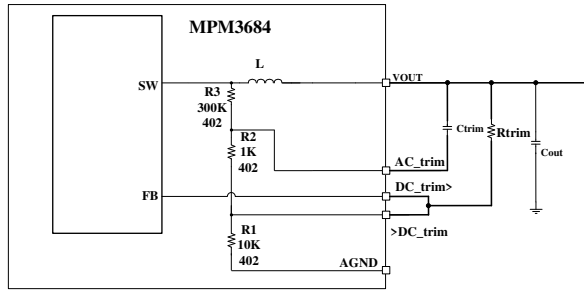 MPM3684
L
SW
VOUT
R3
300K
402
Ctrim
Rtrim
R2
1K
402
AC_trim
Cout
FB
DC_trim>
>DC_trim
R1
10K
402
AGND